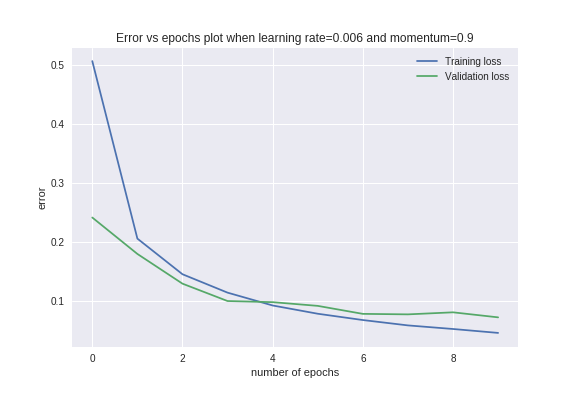 Error vs epochs plot when learning rate=0.006 and momentum=0.9
Training loss
Validation loss
0.5
0.4
0.3
0.2
0.1
error
0 2 4 6 8
number of epochs